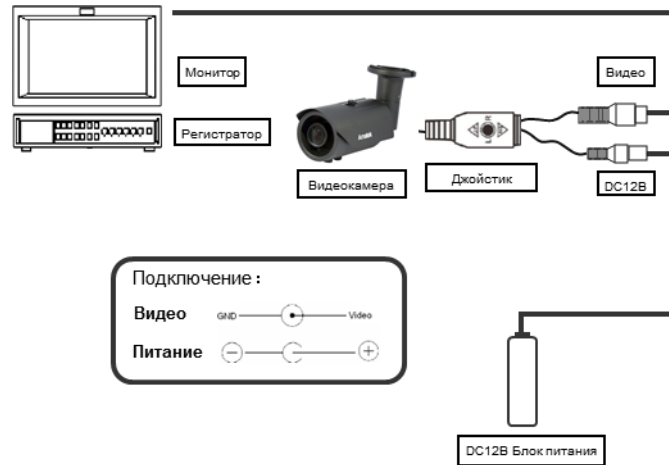 Монитор
Видео
Регистратор
Видеокамера
Джойстик
DC12В
Подключение:
Видео GND Video
Питание
DC12В Блок питания